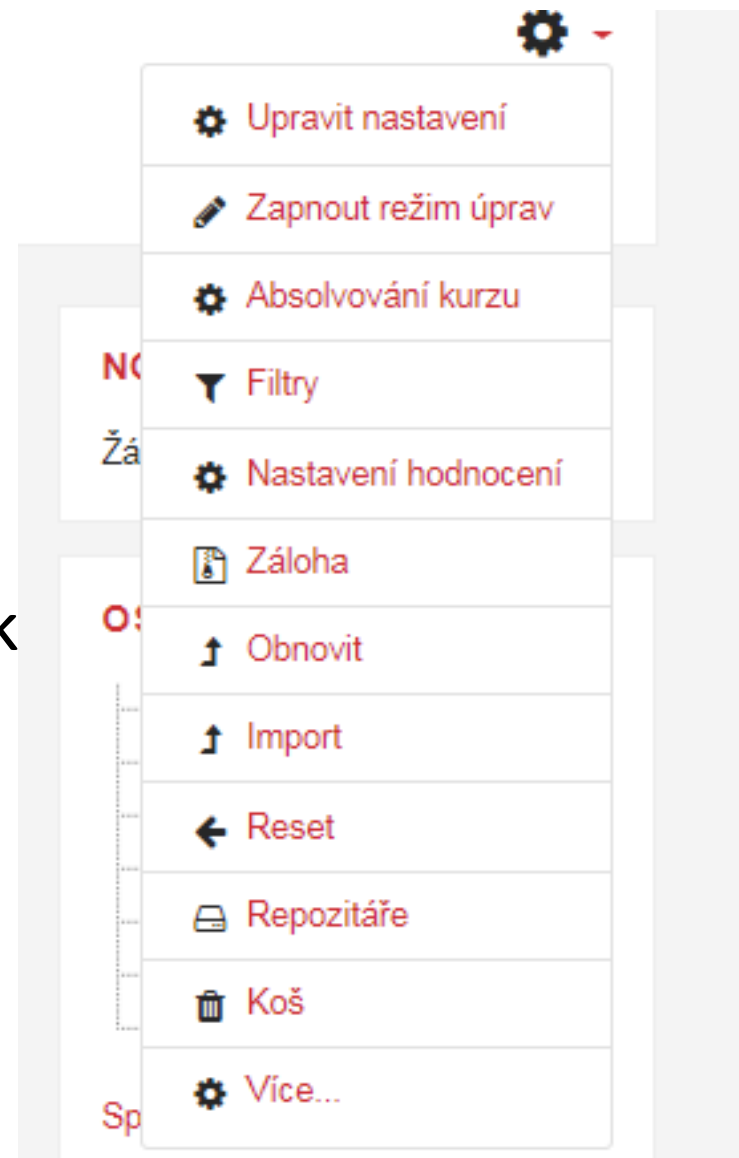 Upravit nastavení
Zapnout režim úprav
Absolvování kurzu
Filtry
Nastavení hodnocení
Záloha
Obnovit
Import
Reset
Repozitáře
Koš
Více...